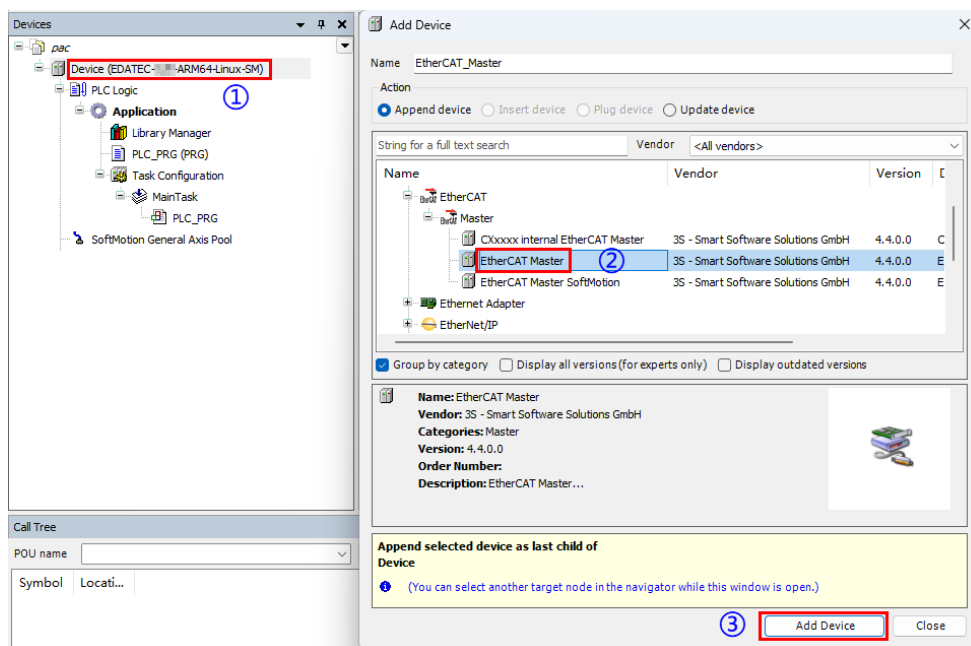 Devices
pac
Device (EDATEC- -ARM64-Linux-SM)
①
PLC Logic
Application
Library Manager
PLC_PRG (PRG)
Task Configuration
MainTask
PLC_PRG
SoftMotion General Axis Pool
Call Tree
POU name
Symbol Locati...
Add Device
Name EtherCAT_Master
Action
Append device Insert device Plug device Update device
String for a full text search Vendor <All vendors>
Name Vendor Version D
EtherCAT
Master
CXxxxx internal EtherCAT Master 3S - Smart Software Solutions GmbH 4.4.0.0 C
EtherCAT Master ② 3S - Smart Software Solutions GmbH 4.4.0.0 E
EtherCAT Master SoftMotion 3S - Smart Software Solutions GmbH 4.4.0.0 E
Ethernet Adapter
EtherNet/IP
Group by category Display all versions (for experts only) Display outdated versions
Name: EtherCAT Master
Vendor: 3S - Smart Software Solutions GmbH
Categories: Master
Version: 4.4.0.0
Order Number:
Description: EtherCAT Master...
Append selected device as last child of
Device
(You can select another target node in the navigator while this window is open.)
③ Add Device Close